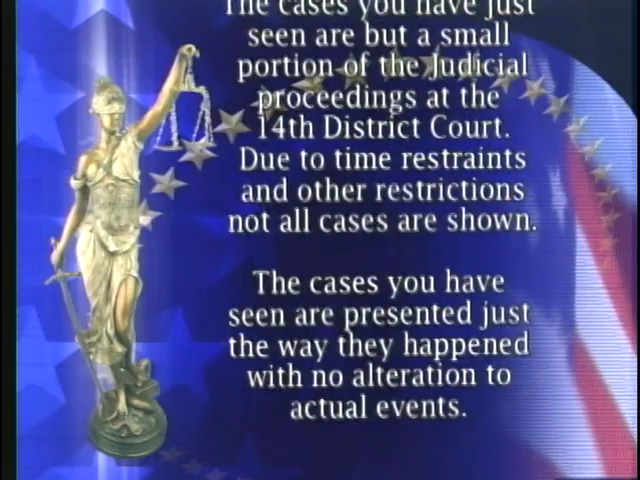 The cases you have just
seen are but a small
portion of the Judicial
proceedings at the
14th District Court.
Due to time restraints
and other restrictions
not all cases are shown.
The cases you have
seen are presented just
the way they happened
with no alteration to
actual events.